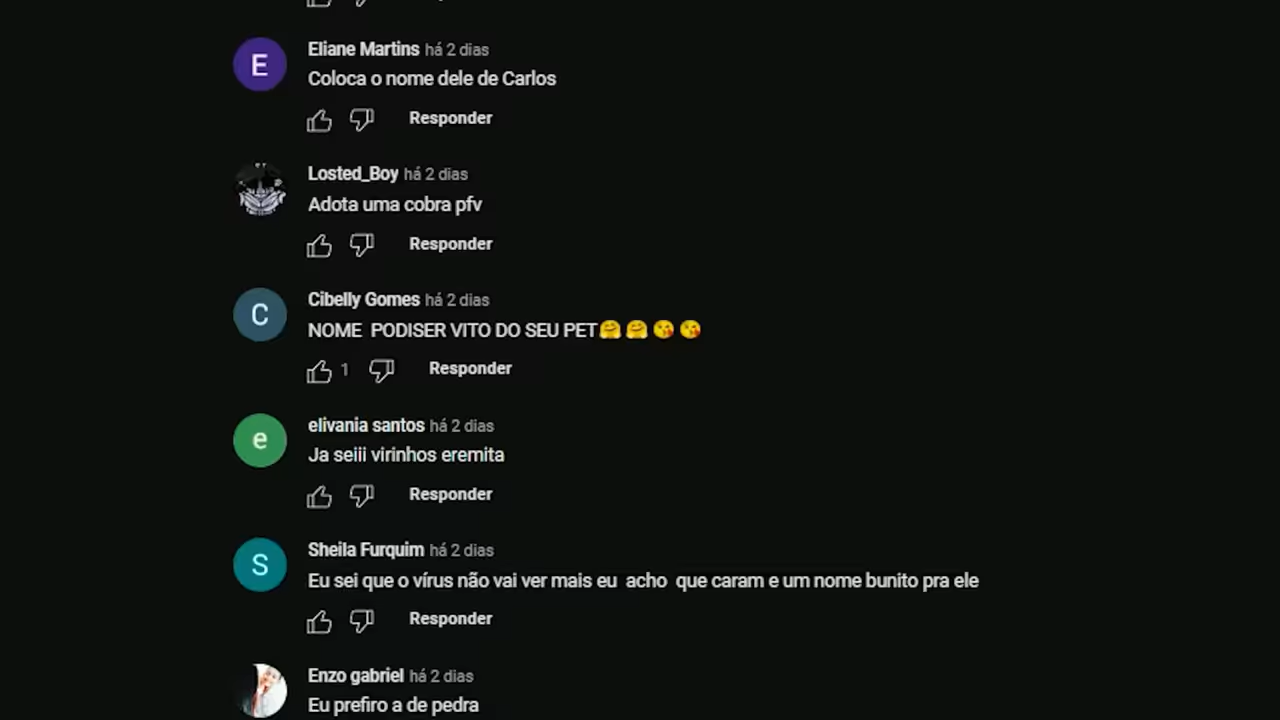 Eliane Martins há 2 dias
E
Coloca o nome dele de Carlos
Responder
Losted_Boy há 2 dias
Adota uma cobra pfv
Responder
Cibelly Gomes há 2 dias
C
NOME PODISER VITO DO SEU PET🤗 🤗 😘 😘
1 Responder
elivania santos há 2 dias
e
Ja seiii virinhos eremita
Responder
Sheila Furquim há 2 dias
S
Eu sei que o vírus não vai ver mais eu acho que caram e um nome bunito pra ele
Responder
Enzo gabriel há 2 dias
Eu prefiro a de pedra